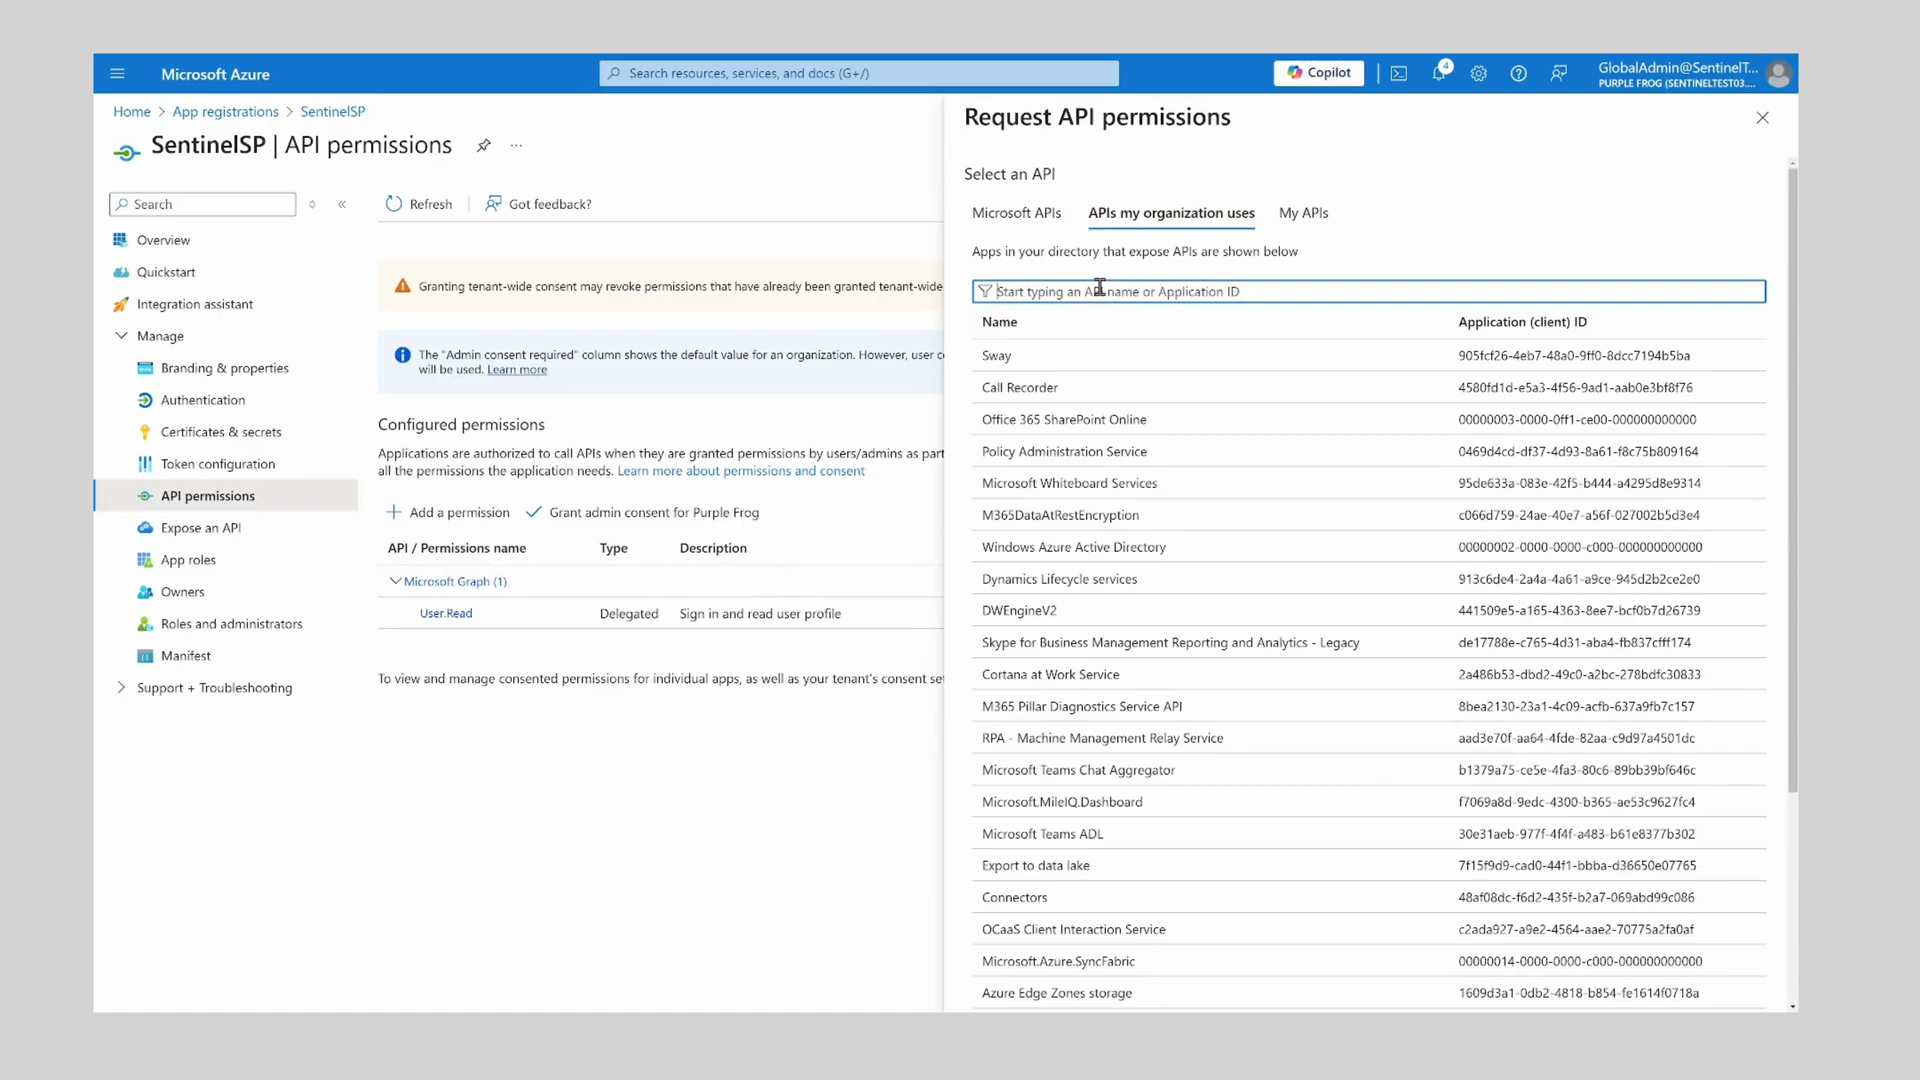 Microsoft Azure
Search resources, services, and docs (G+/)
Copilot
4
GlobalAdmin@SentinelT...
PURPLE FROG (SENTINELTEST03....
Home > App registrations > SentinelSP
SentinelSP | API permissions
...
Search
Refresh
Got feedback?
Overview
Quickstart
Integration assistant
Manage
Branding & properties
Authentication
Certificates & secrets
Token configuration
API permissions
Expose an API
App roles
Owners
Roles and administrators
Manifest
Support + Troubleshooting
Granting tenant-wide consent may revoke permissions that have already been granted tenant-wide
The "Admin consent required" column shows the default value for an organization. However, user c
will be used. Learn more
Configured permissions
Applications are authorized to call APIs when they are granted permissions by users/admins as part
all the permissions the application needs. Learn more about permissions and consent
Add a permission
Grant admin consent for Purple Frog
API / Permissions name Type Description
Microsoft Graph (1)
User.Read Delegated Sign in and read user profile
To view and manage consented permissions for individual apps, as well as your tenant's consent se
Request API permissions
Select an API
Microsoft APIs APIs my organization uses My APIs
Apps in your directory that expose APIs are shown below
Start typing an name or Application ID
Name Application (client) ID
Sway 905fcf26-4eb7-48a0-9ff0-8dcc7194b5ba
Call Recorder 4580fd1d-e5a3-4f56-9ad1-aab0e3bf8f76
Office 365 SharePoint Online 00000003-0000-0ff1-ce00-000000000000
Policy Administration Service 0469d4cd-df37-4d93-8a61-f8c75b809164
Microsoft Whiteboard Services 95de633a-083e-42f5-b444-a4295d8e9314
M365DataAtRestEncryption c066d759-24ae-40e7-a56f-027002b5d3e4
Windows Azure Active Directory 00000002-0000-0000-c000-000000000000
Dynamics Lifecycle services 913c6de4-2a4a-4a61-a9ce-945d2b2ce2e0
DWEngineV2 441509e5-a165-4363-8ee7-bcf0b7d26739
Skype for Business Management Reporting and Analytics - Legacy de17788e-c765-4d31-aba4-fb837cfff174
Cortana at Work Service 2a486b53-dbd2-49c0-a2bc-278bdfc30833
M365 Pillar Diagnostics Service API 8bea2130-23a1-4c09-acfb-637a9fb7c157
RPA - Machine Management Relay Service aad3e70f-aa64-4fde-82aa-c9d97a4501dc
Microsoft Teams Chat Aggregator b1379a75-ce5e-4fa3-80c6-89bb39bf646c
Microsoft.MileIQ.Dashboard f7069a8d-9edc-4300-b365-ae53c9627fc4
Microsoft Teams ADL 30e31aeb-977f-4f4f-a483-b61e8377b302
Export to data lake 7f15f9d9-cad0-44f1-bbba-d36650e07765
Connectors 48af08dc-f6d2-435f-b2a7-069abd99c086
OCaaS Client Interaction Service c2ada927-a9e2-4564-aae2-70775a2fa0af
Microsoft.Azure.SyncFabric 00000014-0000-0000-c000-000000000000
Azure Edge Zones storage 1609d3a1-0db2-4818-b854-fe1614f0718a